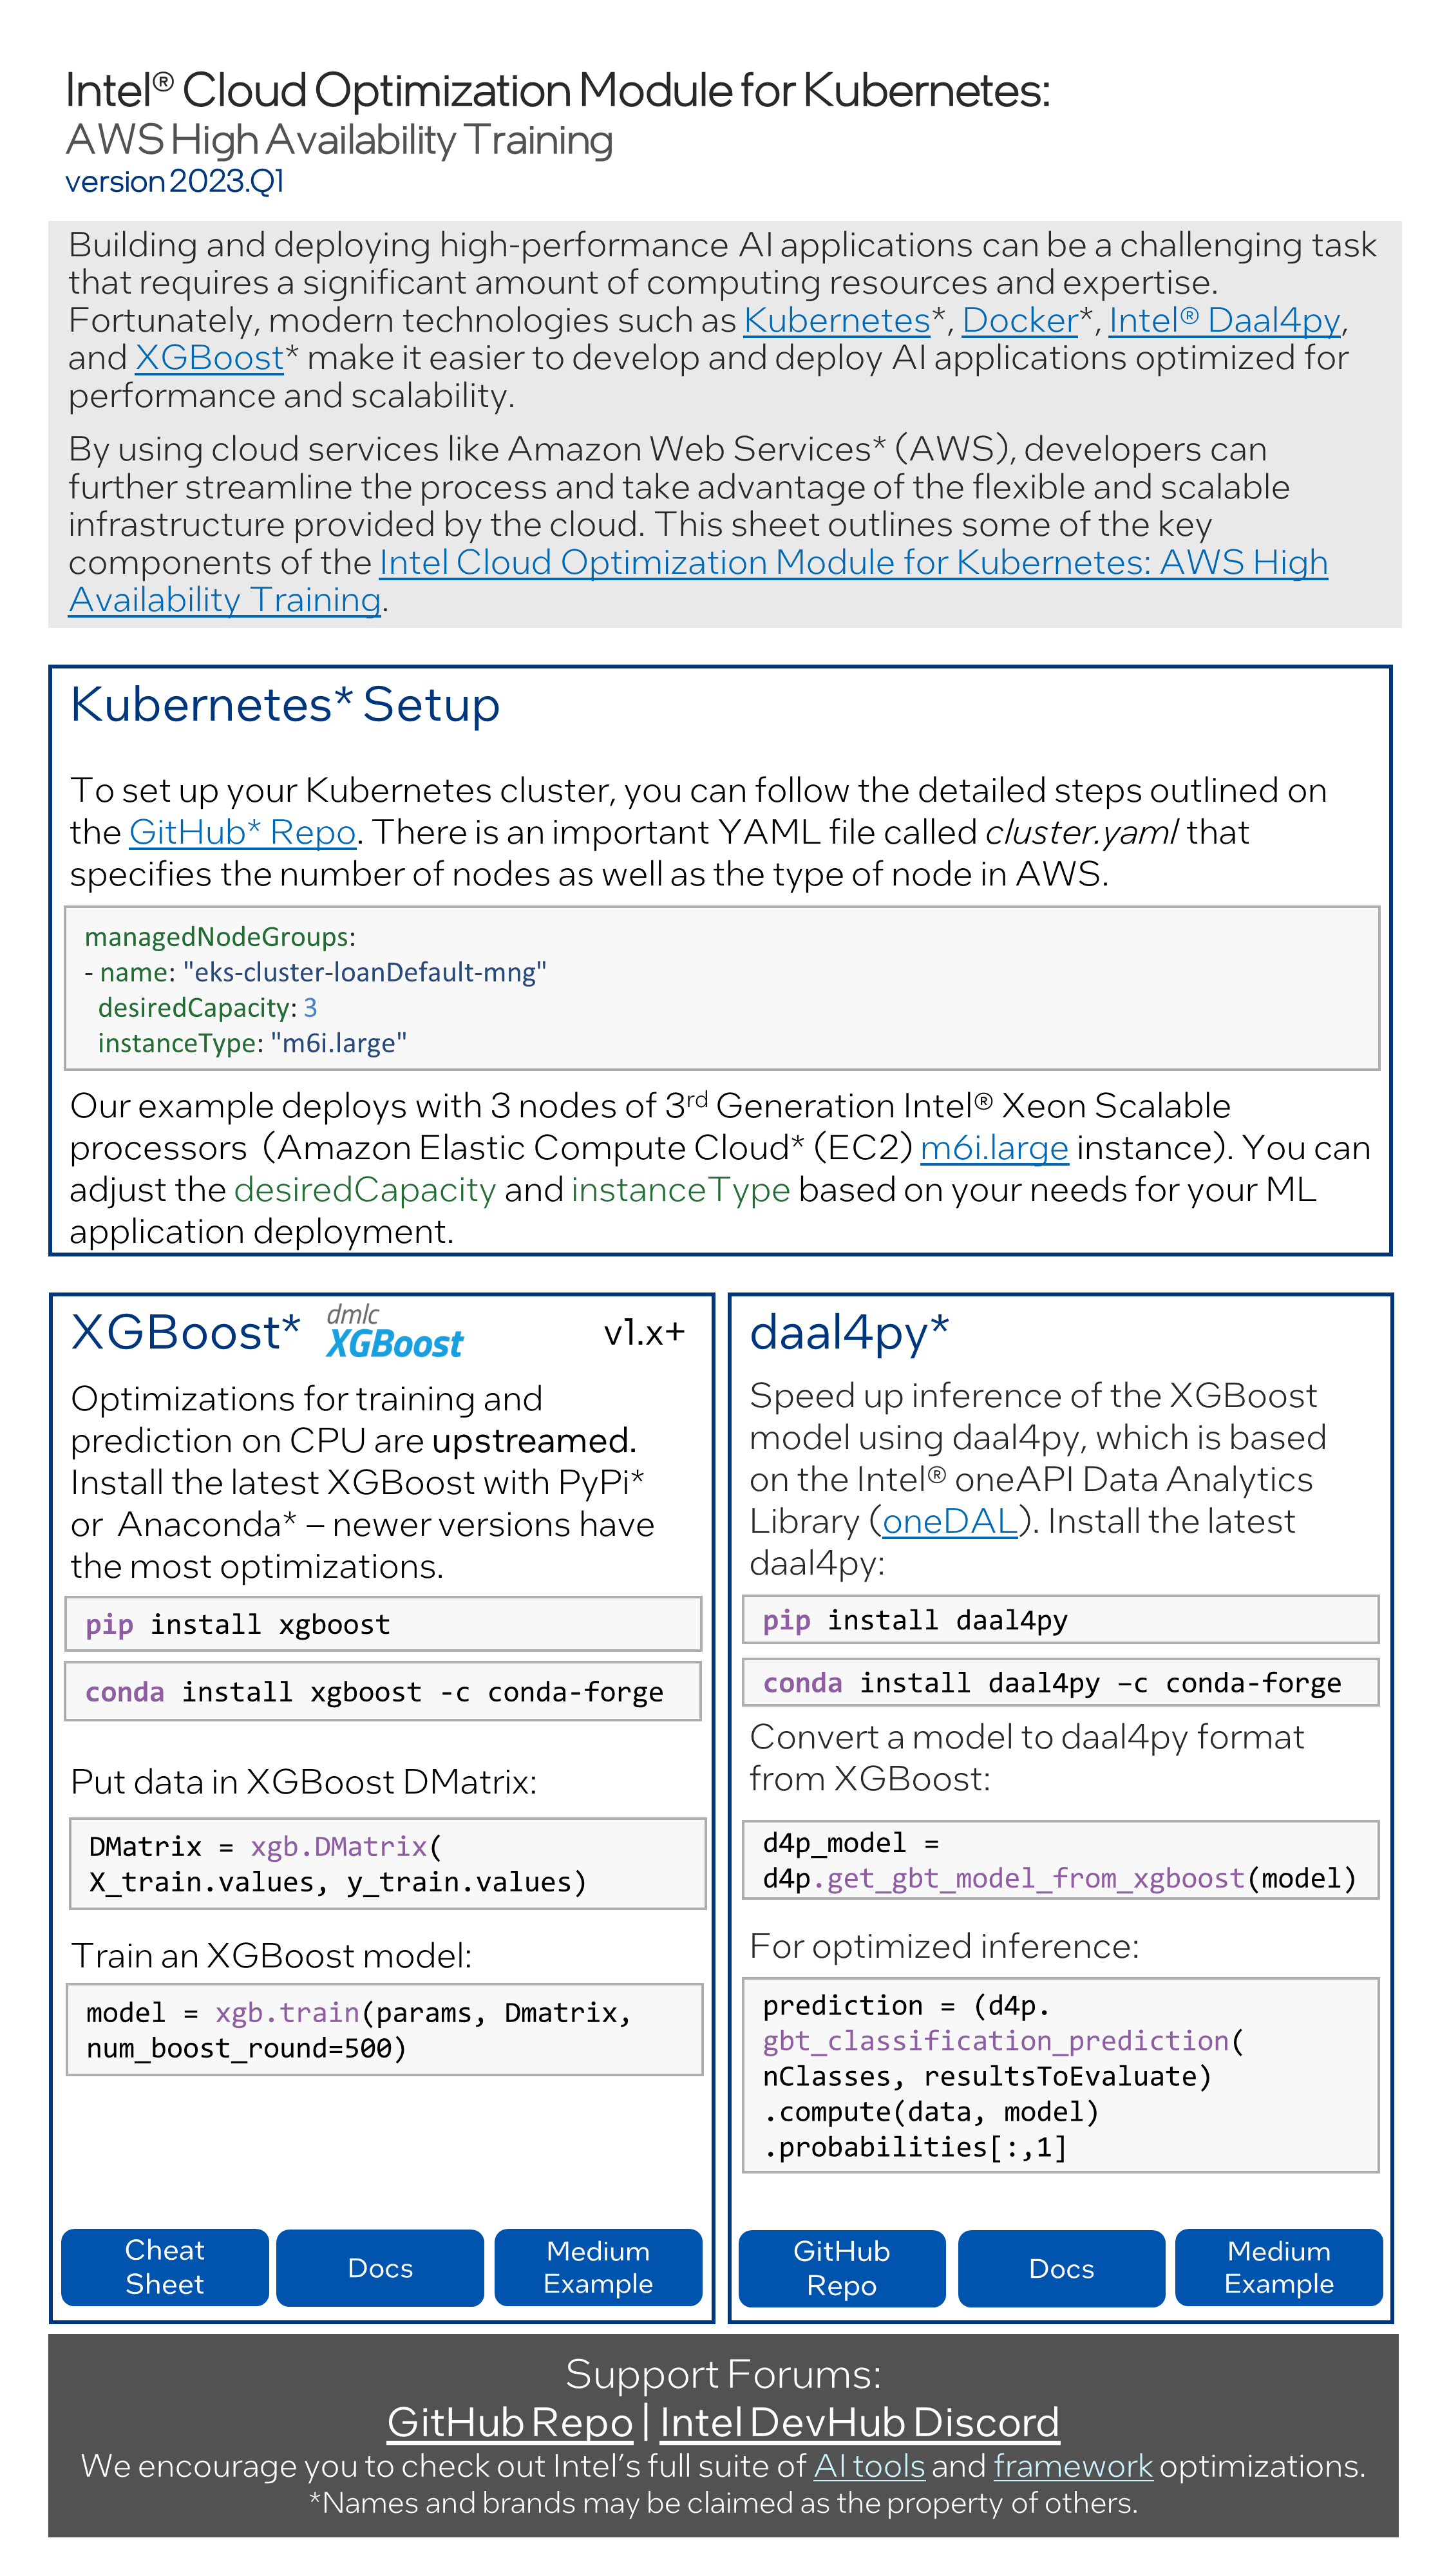 Intel® Cloud Optimization Module for Kubernetes:
AWS High Availability Training
version 2023.Q1
Building and deploying high-performance AI applications can be a challenging task
that requires a significant amount of computing resources and expertise.
Fortunately, modern technologies such as Kubernetes*, Docker*, Intel® Daal4py,
and XGBoost* make it easier to develop and deploy AI applications optimized for
performance and scalability.
By using cloud services like Amazon Web Services* (AWS), developers can
further streamline the process and take advantage of the flexible and scalable
infrastructure provided by the cloud. This sheet outlines some of the key
components of the Intel Cloud Optimization Module for Kubernetes: AWS High
Availability Training.
Kubernetes* Setup
To set up your Kubernetes cluster, you can follow the detailed steps outlined on
the GitHub* Repo. There is an important YAML file called cluster.yaml that
specifies the number of nodes as well as the type of node in AWS.
managedNodeGroups:
- name: "eks-cluster-loanDefault-mng"
desiredCapacity: 3
instanceType: "m6i.large"
Our example deploys with 3 nodes of 3rd Generation Intel® Xeon Scalable
processors (Amazon Elastic Compute Cloud* (EC2) m6i.large instance). You can
adjust the desiredCapacity and instanceType based on your needs for your ML
application deployment.
XGBoost* dmlc XGBoost v1.x+
Optimizations for training and
prediction on CPU are upstreamed.
Install the latest XGBoost with PyPi*
or Anaconda* – newer versions have
the most optimizations.
pip install xgboost
conda install xgboost -c conda-forge
Put data in XGBoost DMatrix:
DMatrix = xgb.DMatrix(
X_train.values, y_train.values)
Train an XGBoost model:
model = xgb.train(params, Dmatrix,
num_boost_round=500)
Cheat
Sheet
Docs
Medium
Example
daal4py*
Speed up inference of the XGBoost
model using daal4py, which is based
on the Intel® oneAPI Data Analytics
Library (oneDAL). Install the latest
daal4py:
pip install daal4py
conda install daal4py –c conda-forge
Convert a model to daal4py format
from XGBoost:
d4p_model =
d4p.get_gbt_model_from_xgboost(model)
For optimized inference:
prediction = (d4p.
gbt_classification_prediction(
nClasses, resultsToEvaluate)
.compute(data, model)
.probabilities[:,1]
GitHub
Repo
Docs
Medium
Example
Support Forums:
GitHub Repo | Intel DevHub Discord
We encourage you to check out Intel's full suite of AI tools and framework optimizations.
*Names and brands may be claimed as the property of others.